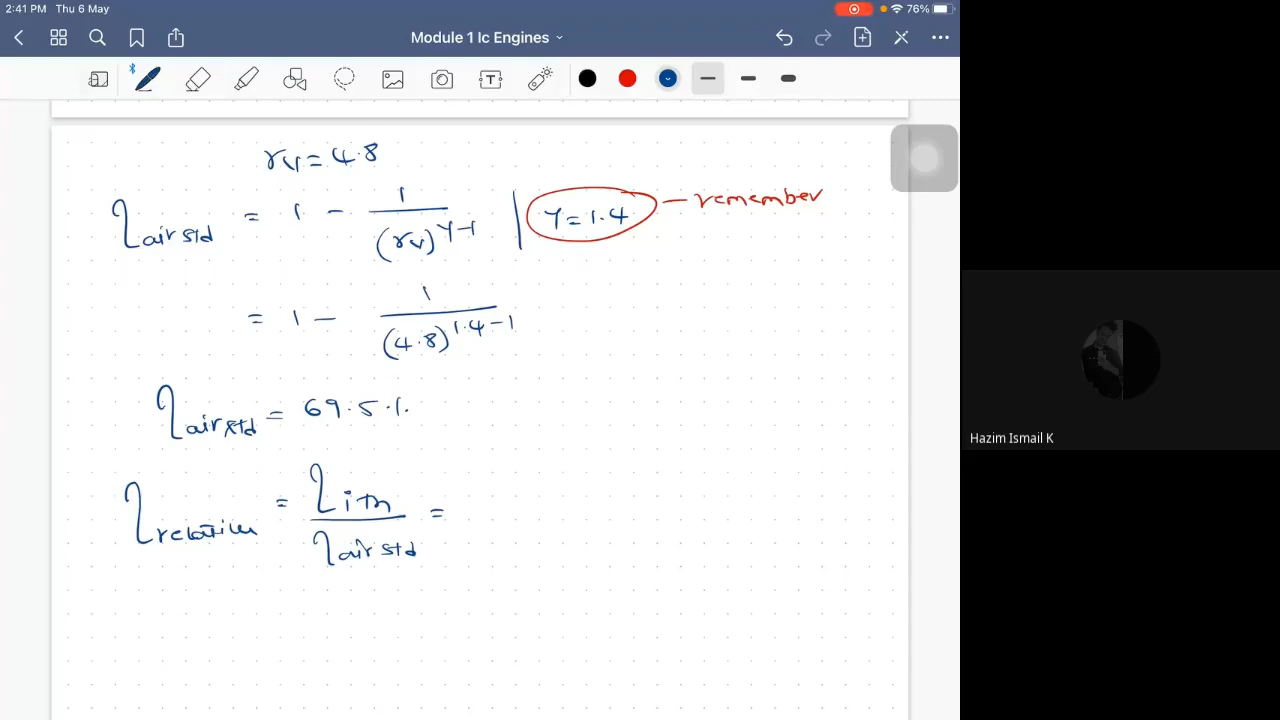 2:41 PM Thu 6 May
76%
Module 1 Ic Engines
T
rv = 4.8
η air std = 1 - 1 / (rv)^γ-1 | γ = 1.4 — remember
= 1 - 1 / (4.8)^1.4-1
η air std = 69.5 %
η relative = η ith / η air std =
Hazim Ismail K